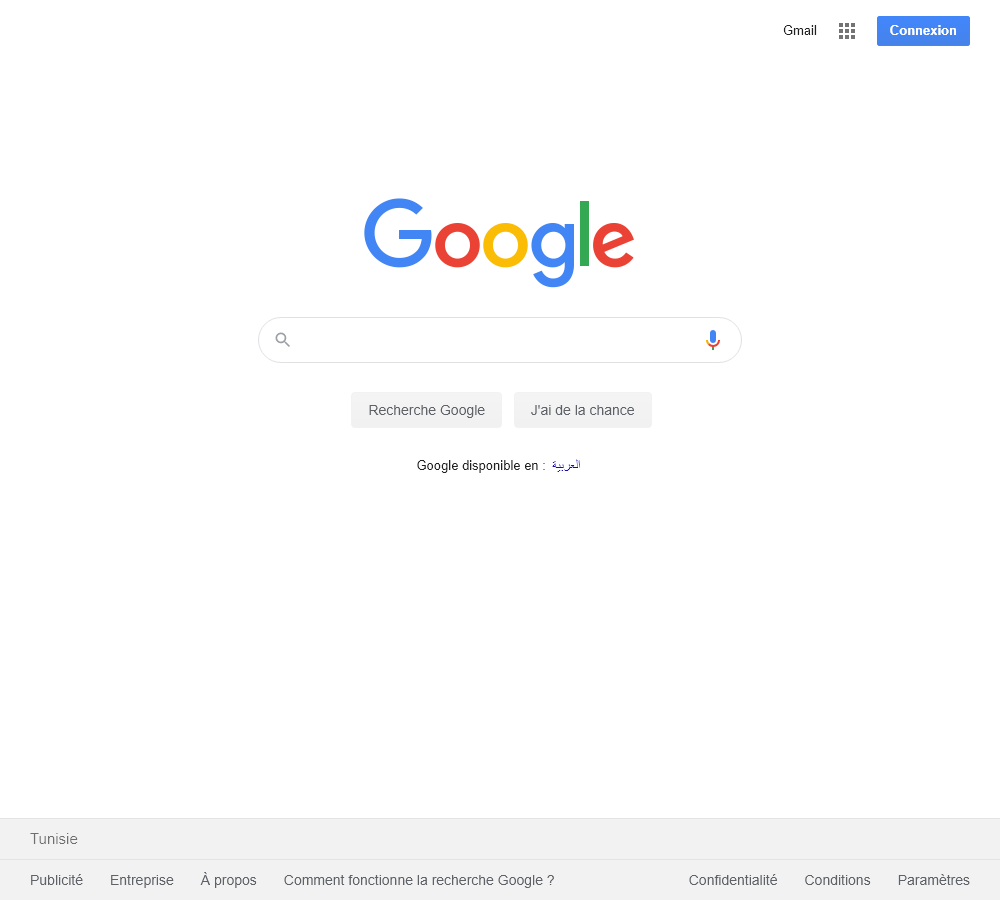 Gmail Connexion
Google
Recherche Google J'ai de la chance
Google disponible en : العربية
Tunisie
Publicité Entreprise À propos Comment fonctionne la recherche Google ? Confidentialité Conditions Paramètres